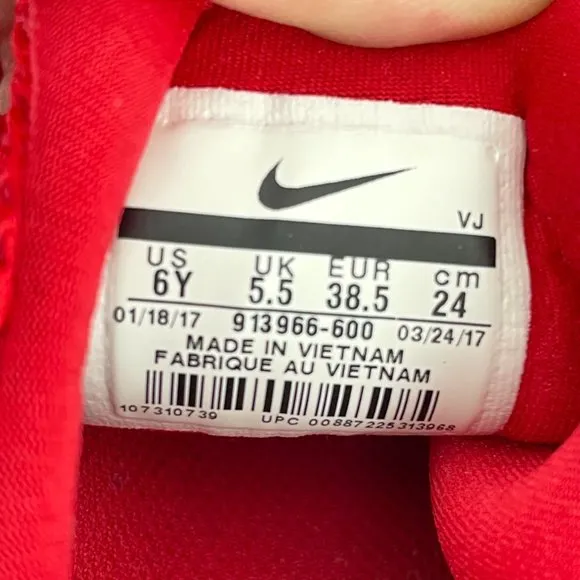 VJ
US UK EUR cm
6Y 5.5 38.5 24
01/18/17 913966-600 03/24/17
MADE IN VIETNAM
FABRIQUE AU VIETNAM
107310739 UPC 00887225313968